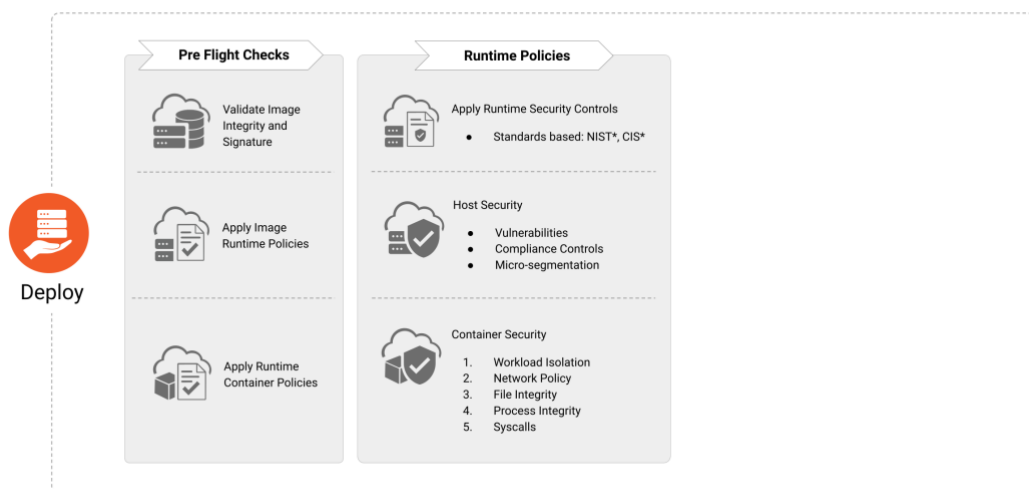 Pre Flight Checks
Validate Image
Integrity and
Signature
Apply Image
Runtime Policies
Apply Runtime
Container Policies
Runtime Policies
Apply Runtime Security Controls
● Standards based: NIST*, CIS*
Host Security
● Vulnerabilities
● Compliance Controls
● Micro-segmentation
Container Security
1. Workload Isolation
2. Network Policy
3. File Integrity
4. Process Integrity
5. Syscalls
Deploy